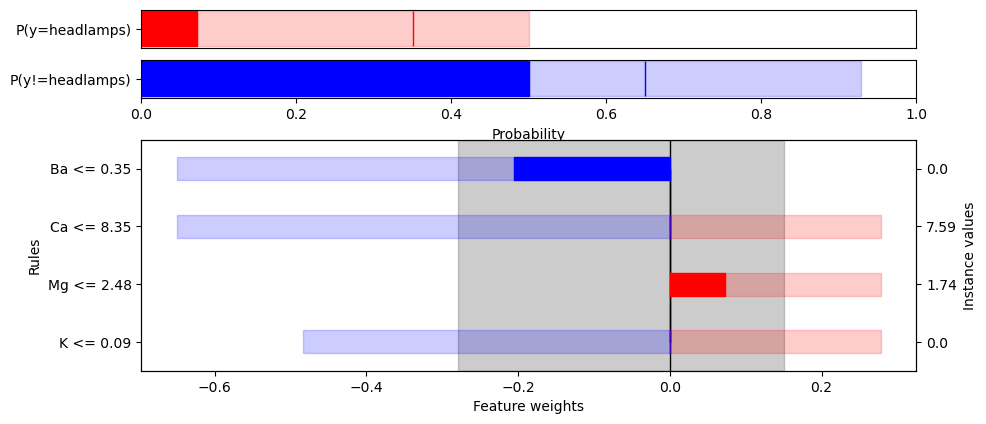 P(y=headlamps)
P(y!=headlamps)
0.0 0.2 0.4 0.6 0.8 1.0
Probability
Ba <= 0.35 0.0
Ca <= 8.35 7.59
Mg <= 2.48 1.74
K <= 0.09 0.0
Rules
Instance values
−0.6 −0.4 −0.2 0.0 0.2
Feature weights